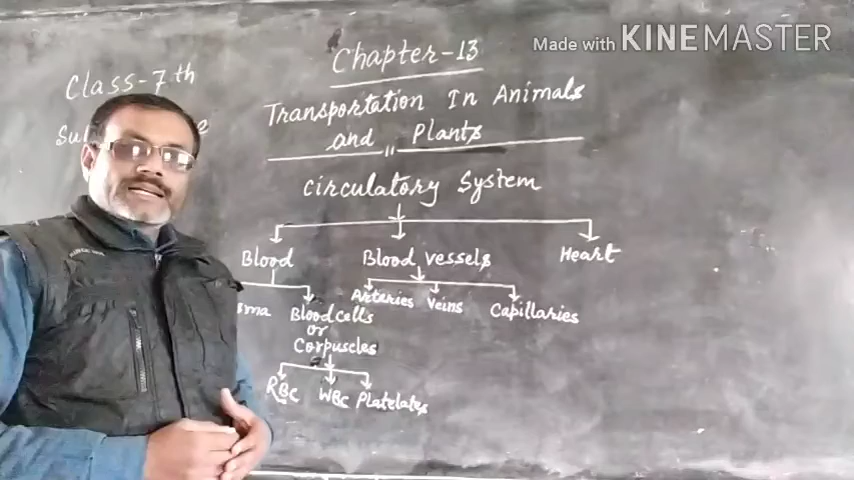 Made with KINEMASTER
Chapter-13
Class-7th
Transportation In Animals
and Plants
Circulatory System
Blood Blood vessels Heart
Arteries Veins Capillaries
Blood cells
or
Corpuscles
RBC WBC Platelates